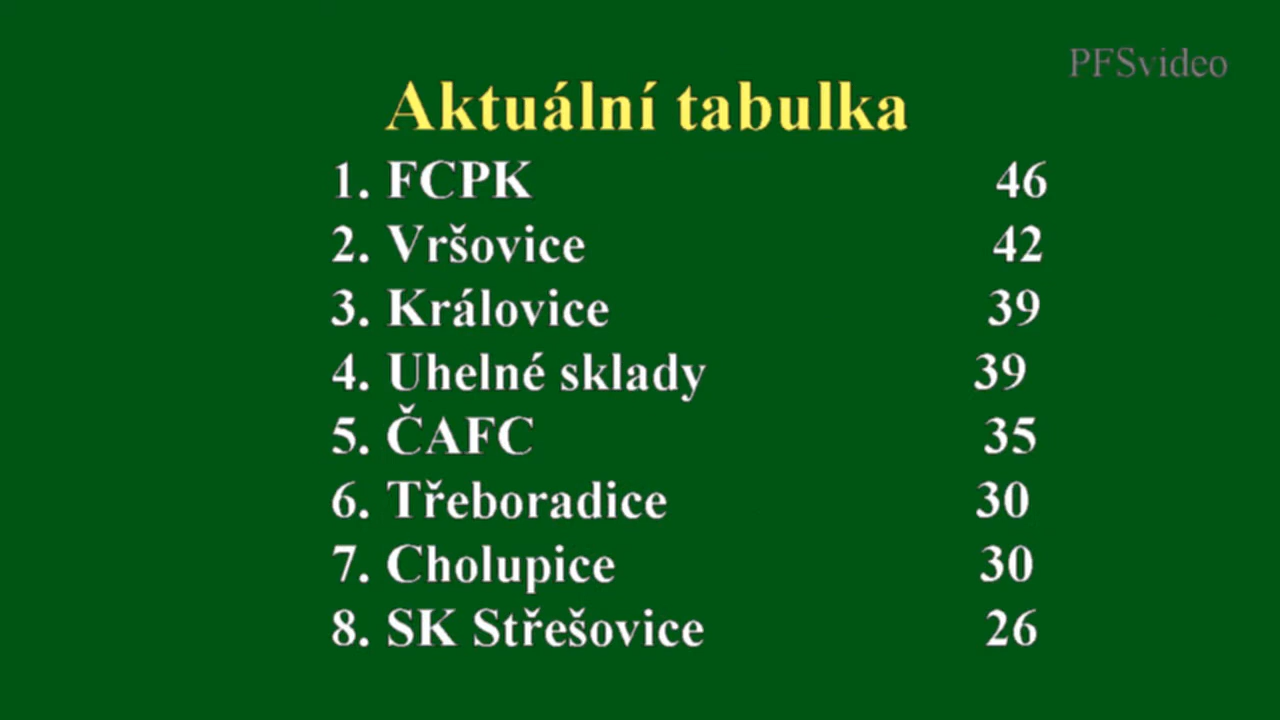 PFSvideo
Aktuální tabulka
1. FCPK 46
2. Vršovice 42
3. Královice 39
4. Uhelné sklady 39
5. ČAFC 35
6. Třeboradice 30
7. Cholupice 30
8. SK Střešovice 26